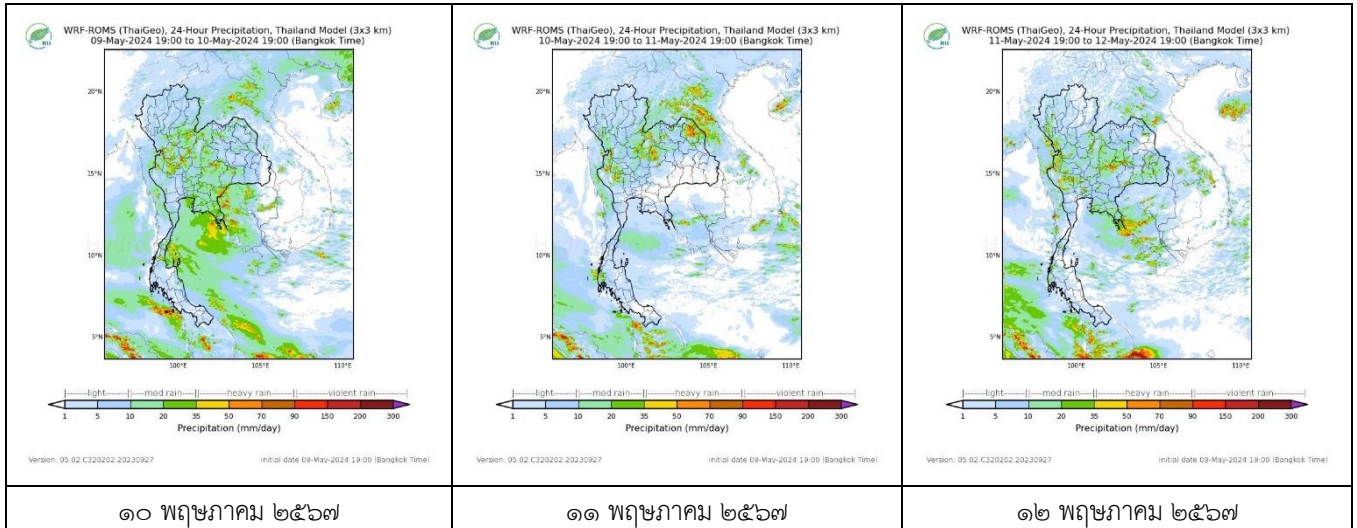 WRF-ROMS (ThaiGeo), 24-Hour Precipitation, Thailand Model (3x3 km)
09-May-2024 19:00 to 10-May-2024 19:00 (Bangkok Time)
20°N
15°N
10°N
5°N
100°E 105°E 110°E
light mod rain heavy rain violent rain
1 5 10 20 35 50 70 90 150 200 300
Precipitation (mm/day)
Version: 05.02.C320202.20230927 initial date 09-May-2024 19:00 (Bangkok Time)
๑๐ พฤษภาคม ๒๕๖๗
WRF-ROMS (ThaiGeo), 24-Hour Precipitation, Thailand Model (3x3 km)
10-May-2024 19:00 to 11-May-2024 19:00 (Bangkok Time)
20°N
15°N
10°N
5°N
100°E 105°E 110°E
light mod rain heavy rain violent rain
1 5 10 20 35 50 70 90 150 200 300
Precipitation (mm/day)
Version: 05.02.C320202.20230927 initial date 09-May-2024 19:00 (Bangkok Time)
๑๑ พฤษภาคม ๒๕๖๗
WRF-ROMS (ThaiGeo), 24-Hour Precipitation, Thailand Model (3x3 km)
11-May-2024 19:00 to 12-May-2024 19:00 (Bangkok Time)
20°N
15°N
10°N
5°N
100°E 105°E 110°E
light mod rain heavy rain violent rain
1 5 10 20 35 50 70 90 150 200 300
Precipitation (mm/day)
Version: 05.02.C320202.20230927 initial date 09-May-2024 19:00 (Bangkok Time)
๑๒ พฤษภาคม ๒๕๖๗